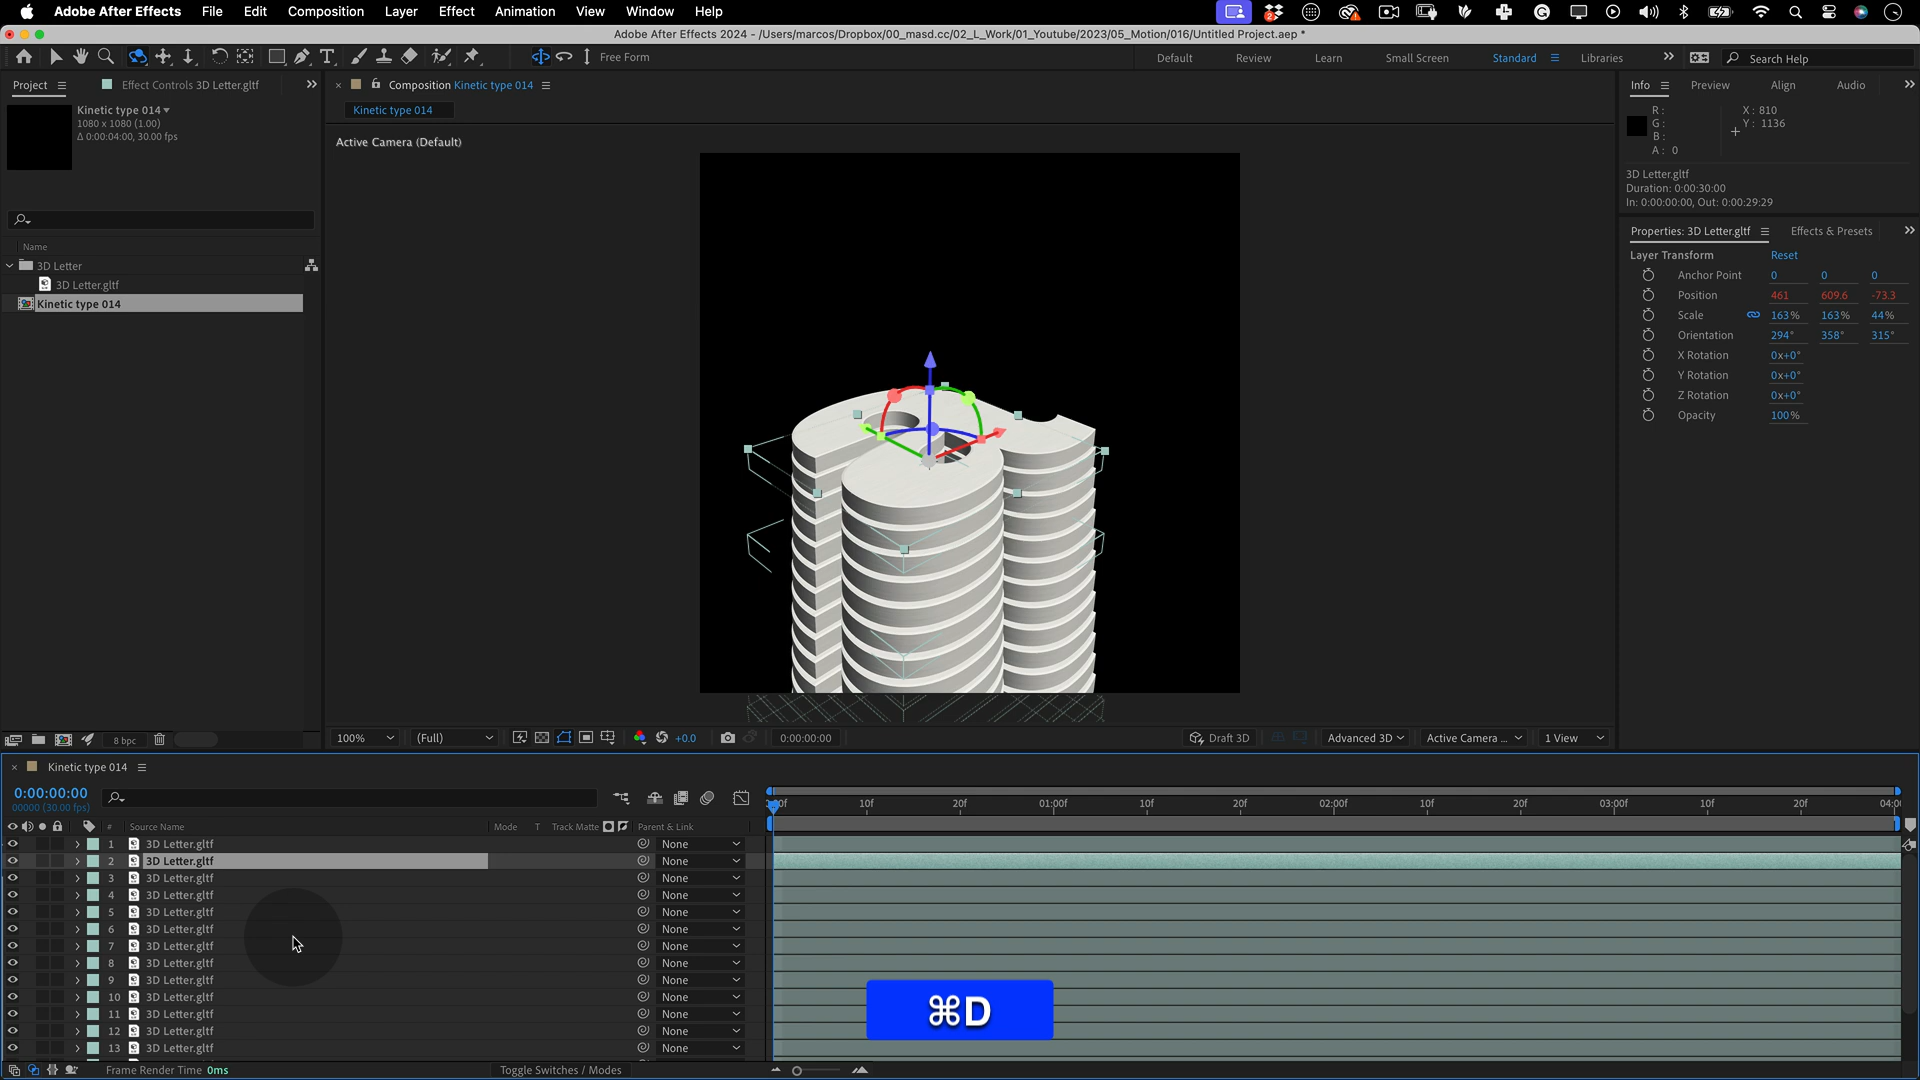 Adobe After Effects File Edit Composition Layer Effect Animation View Window Help
Adobe After Effects 2024 - /Users/marcos/Dropbox/00_masd.cc/02_L_Work/01_Youtube/2023/05_Motion/016/Untitled Project.aep *
Free Form Default Review Learn Small Screen Standard Libraries Search Help
Project Effect Controls 3D Letter.gltf Composition Kinetic type 014 Info Preview Align Audio
Kinetic type 014
1080 x 1080 (1.00)
Δ 0:00:04:00, 30.00 fps
Kinetic type 014
Active Camera (Default)
R:
G:
B:
A: 0
X: 810
Y: 1136
3D Letter.gltf
Duration: 0:00:30:00
In: 0:00:00:00, Out: 0:00:29:29
Properties: 3D Letter.gltf Effects & Presets
Layer Transform Reset
Anchor Point 0 0 0
Position 461 609.6 -73.3
Scale 163% 163% 44%
Orientation 294° 358° 315°
X Rotation 0x+0°
Y Rotation 0x+0°
Z Rotation 0x+0°
Opacity 100%
Name
3D Letter
3D Letter.gltf
Kinetic type 014
8 bpc
100% (Full) +0.0 0:00:00:00 Draft 3D Advanced 3D Active Camera ... 1 View
Kinetic type 014
0:00:00:00
00000 (30.00 fps)
10f 20f 01:00f 10f 20f 02:00f 10f 20f 03:00f 10f 20f
# Source Name Mode T Track Matte Parent & Link
1 3D Letter.gltf None
2 3D Letter.gltf None
3 3D Letter.gltf None
4 3D Letter.gltf None
5 3D Letter.gltf None
6 3D Letter.gltf None
7 3D Letter.gltf None
8 3D Letter.gltf None
9 3D Letter.gltf None
10 3D Letter.gltf None
11 3D Letter.gltf None
12 3D Letter.gltf None
13 3D Letter.gltf None
⌘D
Frame Render Time 0ms Toggle Switches / Modes